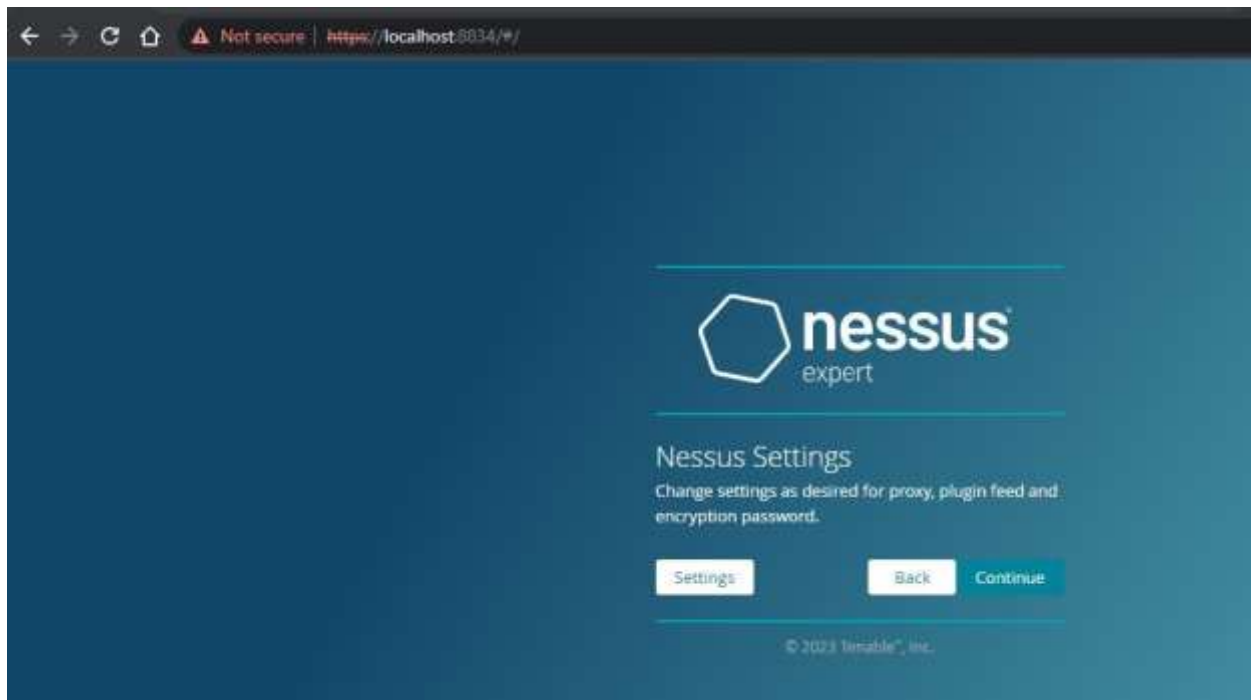 Not secure | https://localhost:8834/#/
nessus
expert
Nessus Settings
Change settings as desired for proxy, plugin feed and
encryption password.
Settings
Back
Continue
© 2023 Tenable™, Inc.